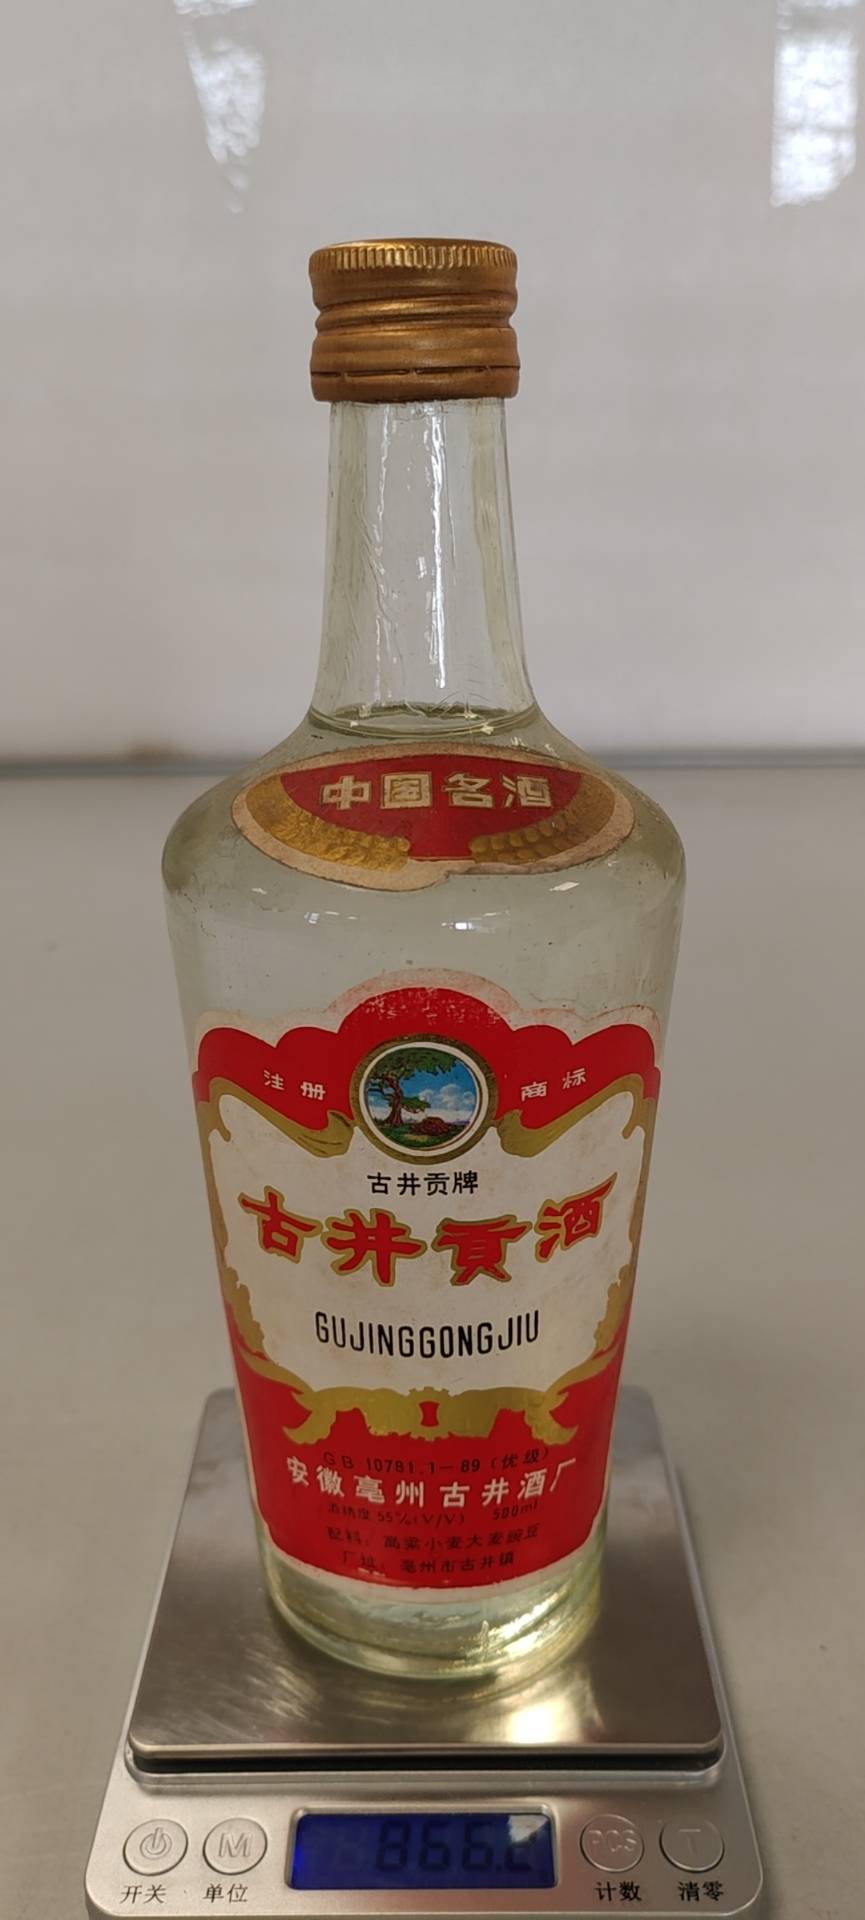 中国名酒
注册 商标
古井贡牌
古井貢酒
GUJINGGONGJIU
GB 10781.1-89（优级）
安徽亳州古井酒厂
酒精度 55%(V/V) 500ml
配料：高粱小麦大麦豌豆
厂址：亳州市古井镇
M
866.2
PCS
T
开关
单位
计数
清零